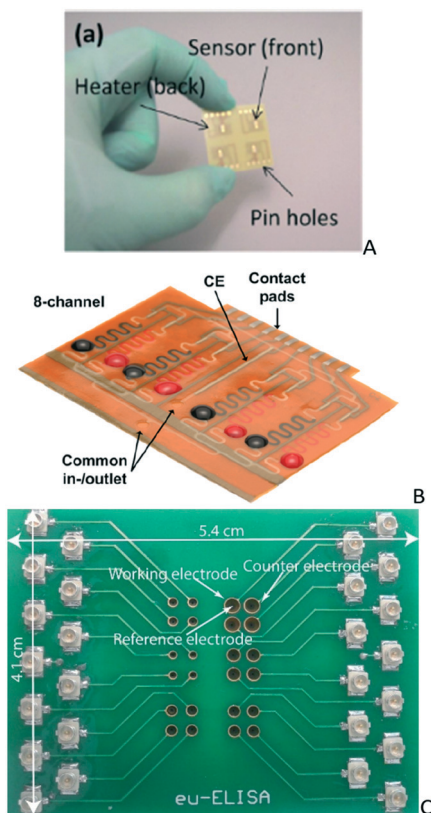 (a)
Sensor (front)
Heater (back)
Pin holes
A
8-channel
CE
Contact
pads
Common
in-/outlet
B
5.4 cm
Working electrode
Counter electrode
Reference electrode
4.1 cm
eu-ELISA
C